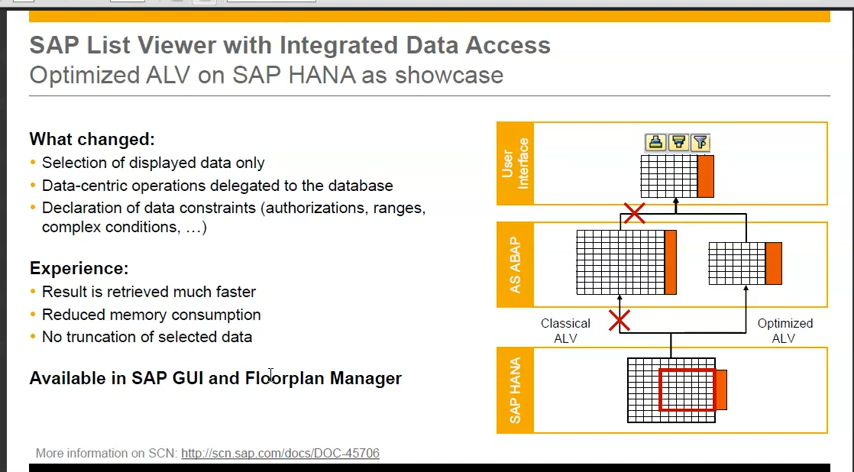 SAP List Viewer with Integrated Data Access
Optimized ALV on SAP HANA as showcase
What changed:
• Selection of displayed data only
• Data-centric operations delegated to the database
• Declaration of data constraints (authorizations, ranges,
complex conditions, …)
Experience:
• Result is retrieved much faster
• Reduced memory consumption
• No truncation of selected data
Available in SAP GUI and Floorplan Manager
More information on SCN: http://scn.sap.com/docs/DOC-45706
User
Interface
AS ABAP
Classical
ALV
Optimized
ALV
SAP HANA